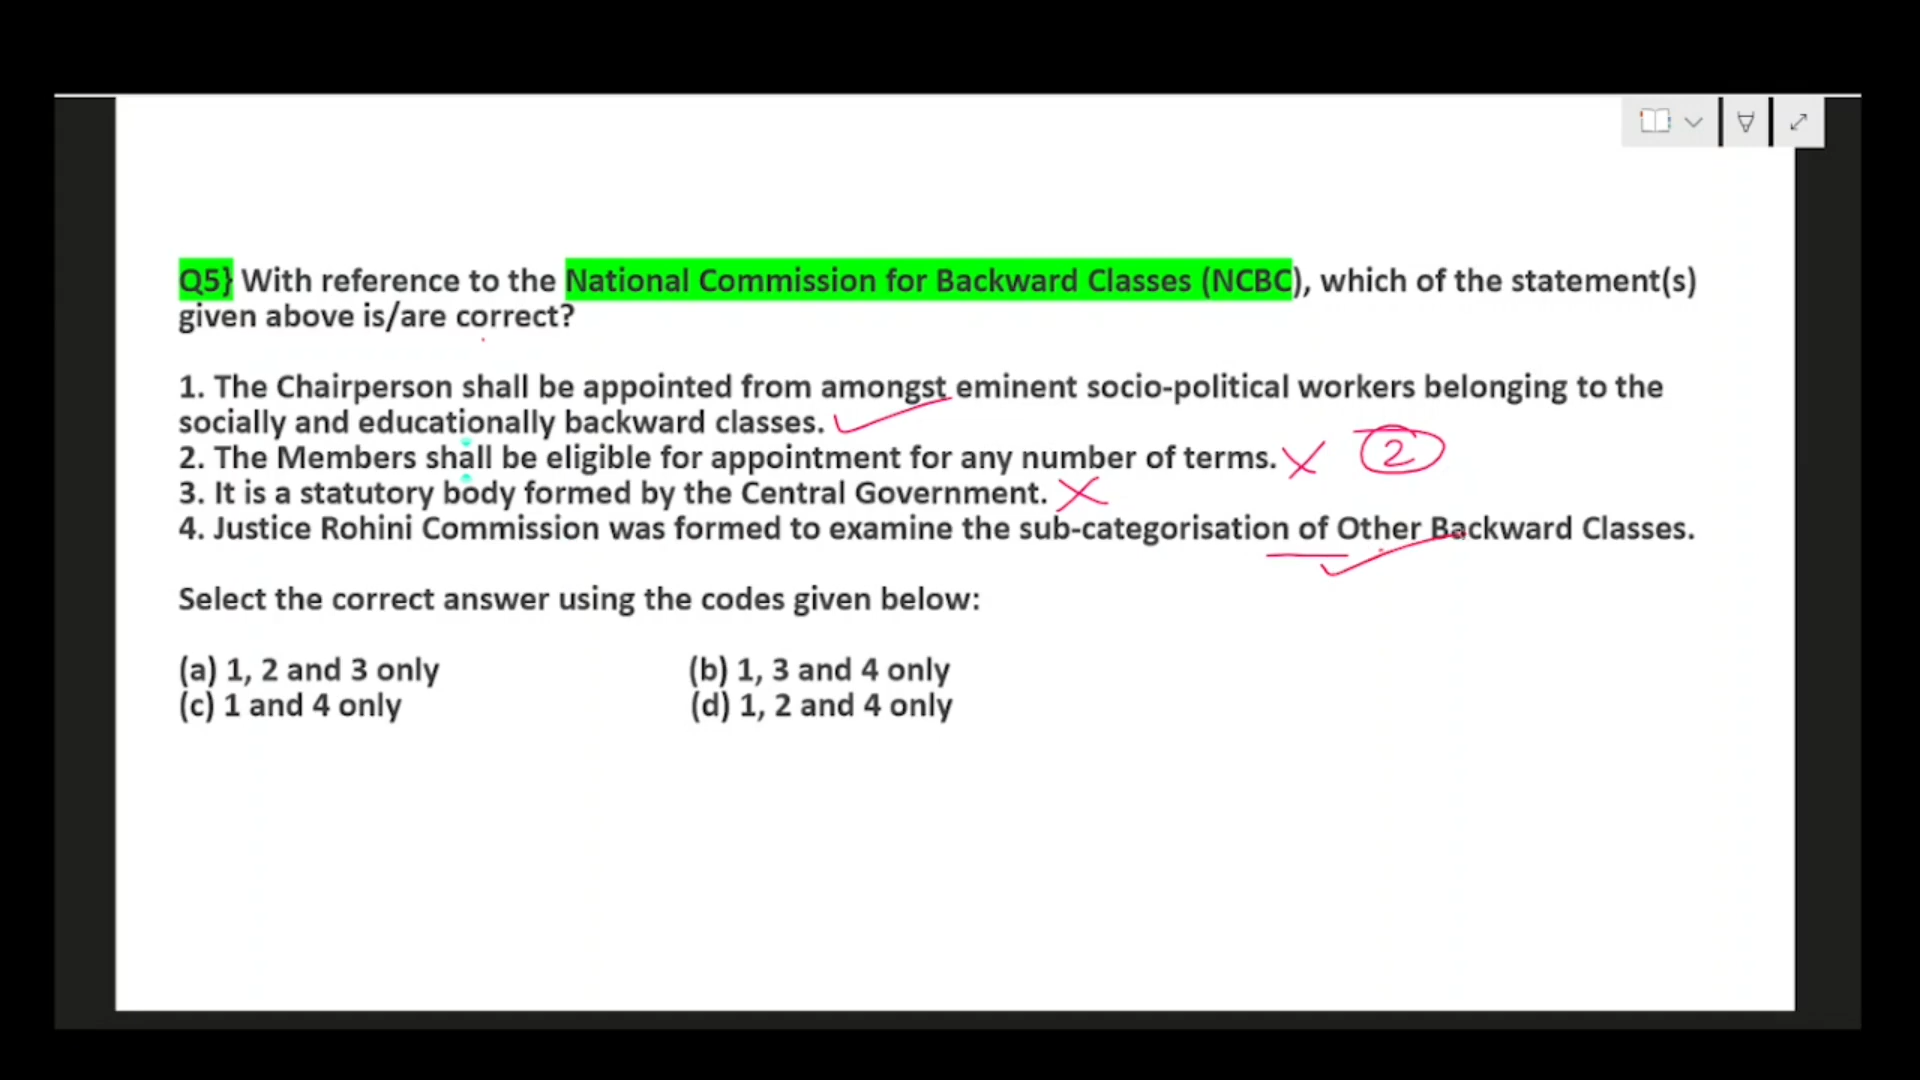 Q5} With reference to the National Commission for Backward Classes (NCBC), which of the statement(s)
given above is/are correct?
1. The Chairperson shall be appointed from amongst eminent socio-political workers belonging to the
socially and educationally backward classes.
2. The Members shall be eligible for appointment for any number of terms. 2
3. It is a statutory body formed by the Central Government.
4. Justice Rohini Commission was formed to examine the sub-categorisation of Other Backward Classes.
Select the correct answer using the codes given below:
(a) 1, 2 and 3 only (b) 1, 3 and 4 only
(c) 1 and 4 only (d) 1, 2 and 4 only